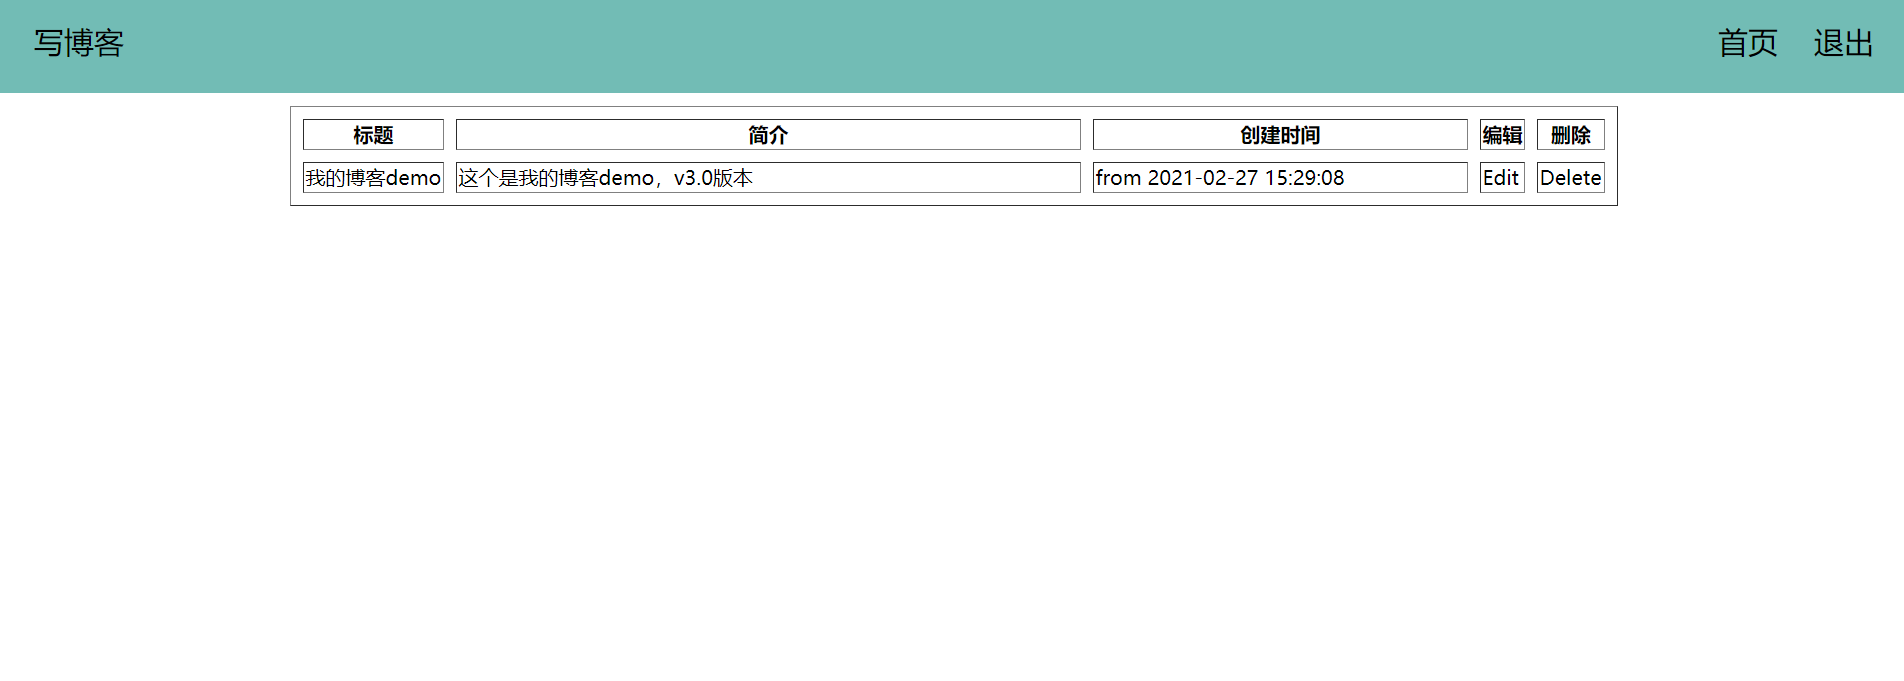 写博客 首页 退出
标题 简介 创建时间 编辑 删除
我的博客demo 这个是我的博客demo，v3.0版本 from 2021-02-27 15:29:08 Edit Delete